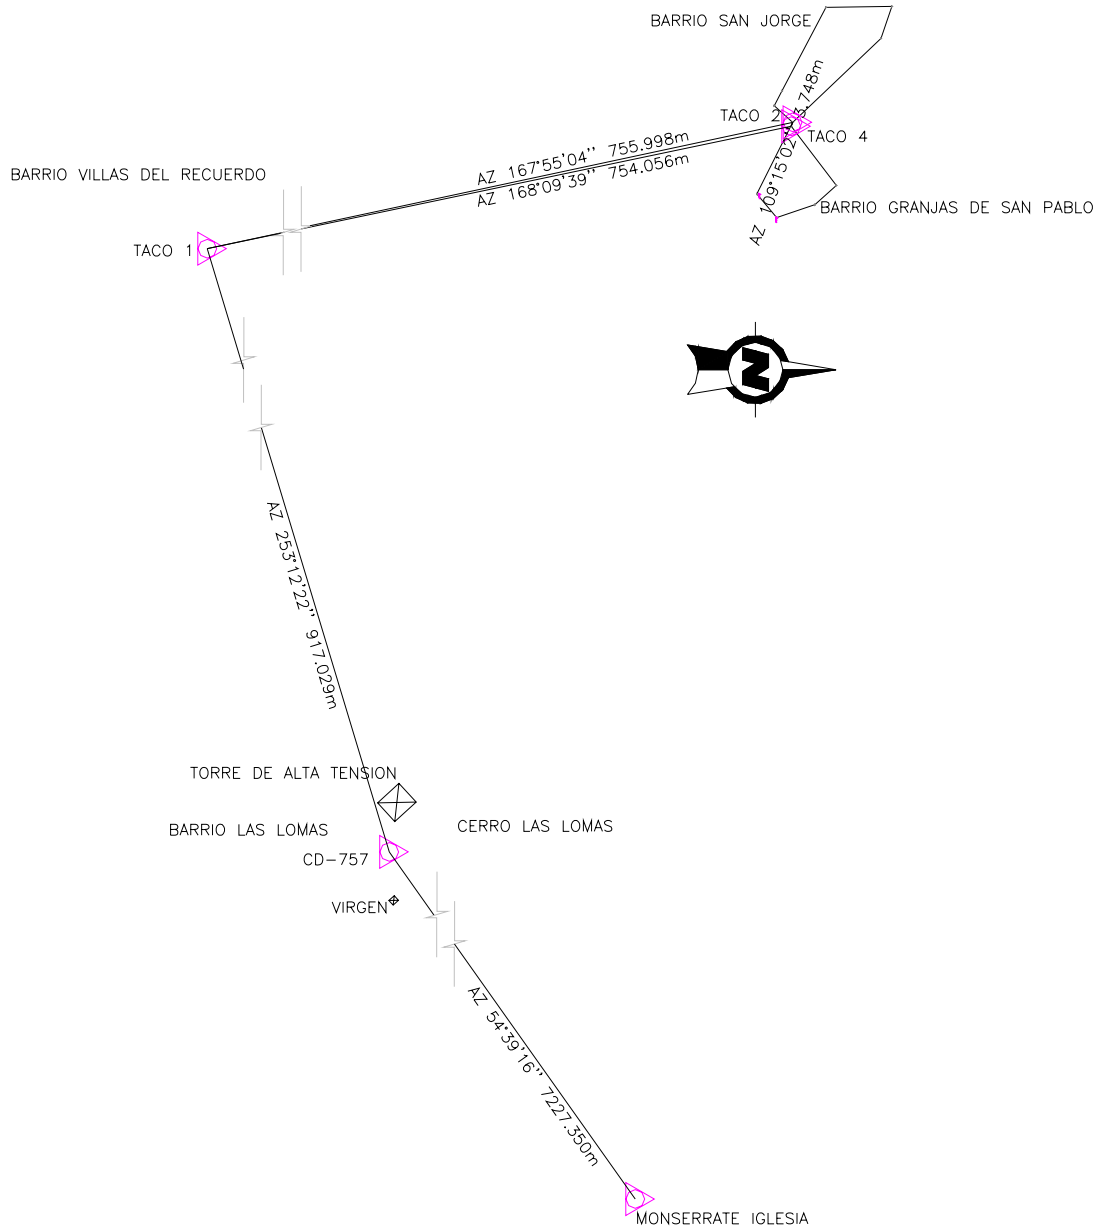 BARRIO SAN JORGE
TACO 2
TACO 4
AZ 167°55'04'' 755.998m
AZ 168°09'39'' 754.056m
BARRIO VILLAS DEL RECUERDO
BARRIO GRANJAS DE SAN PABLO
AZ 109°15'02'' .748m
TACO 1
N
AZ 253°12'22'' 917.029m
TORRE DE ALTA TENSION
BARRIO LAS LOMAS
CERRO LAS LOMAS
CD-757
VIRGEN
AZ 54°39'16'' 7227.350m
MONSERRATE IGLESIA